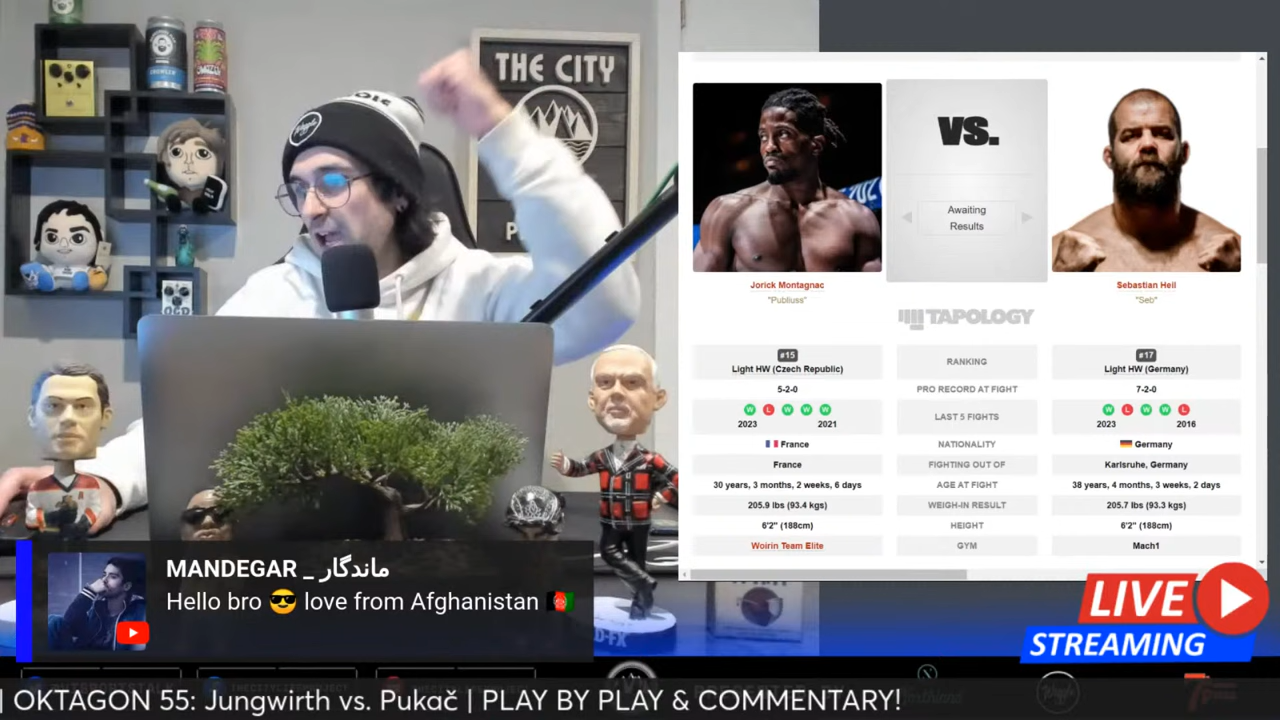 THE CITY
P
OCD
VS.
Awaiting
Results
Jorick Montagnac
"Publiuss"
Sebastian Heil
"Seb"
TAPOLOGY
#15
Light HW (Czech Republic)
RANKING
#17
Light HW (Germany)
5-2-0
PRO RECORD AT FIGHT
7-2-0
W L W W W
2023 2021
LAST 5 FIGHTS
W L W W L
2023 2016
France
NATIONALITY
Germany
France
FIGHTING OUT OF
Karlsruhe, Germany
30 years, 3 months, 2 weeks, 6 days
AGE AT FIGHT
38 years, 4 months, 3 weeks, 2 days
205.9 lbs (93.4 kgs)
WEIGH-IN RESULT
205.7 lbs (93.3 kgs)
6'2" (188cm)
HEIGHT
6'2" (188cm)
Woirin Team Elite
GYM
Mach1
MANDEGAR _ ماندگار
Hello bro 😎 love from Afghanistan 🇦🇫
LIVE
STREAMING
| OKTAGON 55: Jungwirth vs. Pukač | PLAY BY PLAY & COMMENTARY!